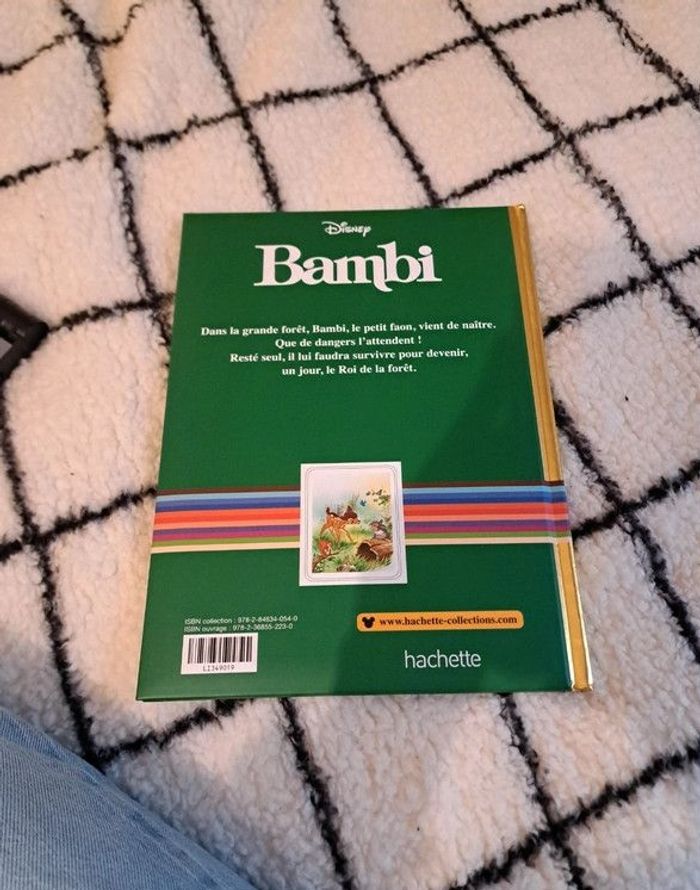 Disney
Bambi
Dans la grande forêt, Bambi, le petit faon, vient de naître.
Que de dangers l'attendent !
Resté seul, il lui faudra survivre pour devenir,
un jour, le Roi de la forêt.
ISBN collection : 978-2-84634-054-0
ISBN ouvrage : 978-2-36855-223-0
www.hachette-collections.com
LI349019
hachette